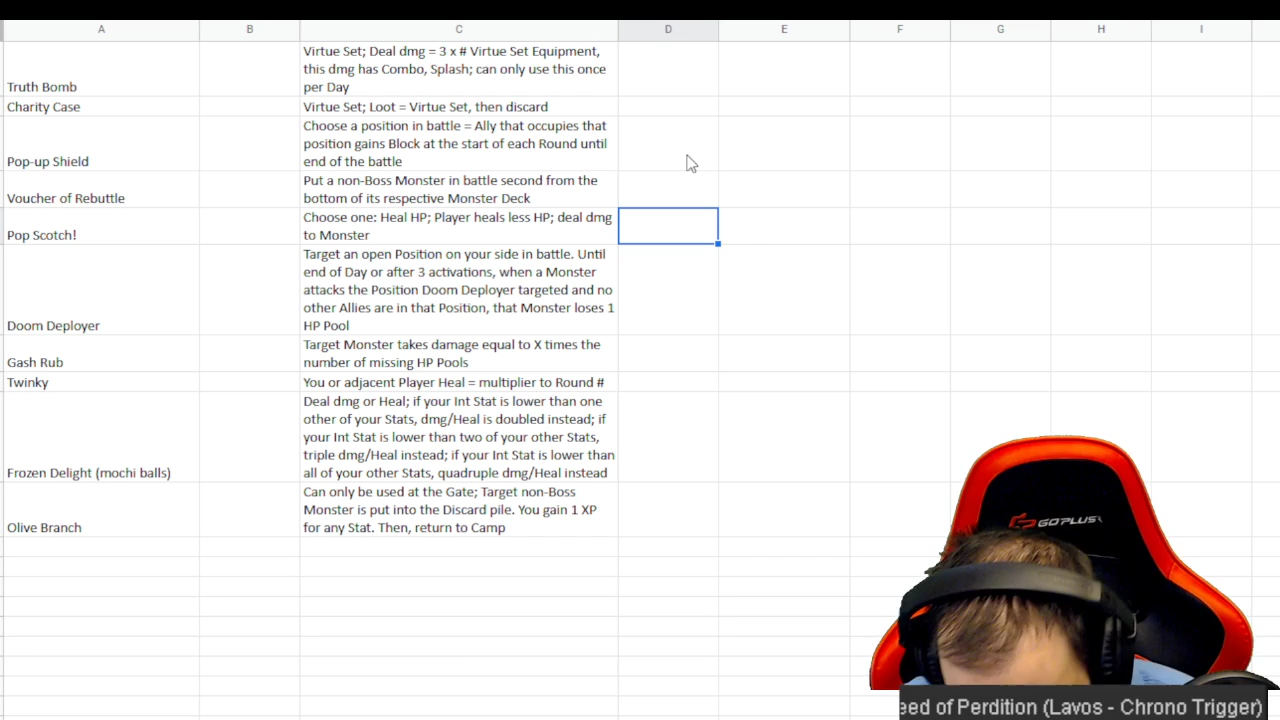 A B C D E F G H I
Virtue Set; Deal dmg = 3 x # Virtue Set Equipment,
this dmg has Combo, Splash; can only use this once
Truth Bomb per Day
Charity Case Virtue Set; Loot = Virtue Set, then discard
Choose a position in battle = Ally that occupies that
position gains Block at the start of each Round until
Pop-up Shield end of the battle
Put a non-Boss Monster in battle second from the
Voucher of Rebuttle bottom of its respective Monster Deck
Choose one: Heal HP; Player heals less HP; deal dmg
Pop Scotch! to Monster
Target an open Position on your side in battle. Until
end of Day or after 3 activations, when a Monster
attacks the Position Doom Deployer targeted and no
other Allies are in that Position, that Monster loses 1
Doom Deployer HP Pool
Target Monster takes damage equal to X times the
Gash Rub number of missing HP Pools
Twinky You or adjacent Player Heal = multiplier to Round #
Deal dmg or Heal; if your Int Stat is lower than one
other of your Stats, dmg/Heal is doubled instead; if
your Int Stat is lower than two of your other Stats,
triple dmg/Heal instead; if your Int Stat is lower than
Frozen Delight (mochi balls) all of your other Stats, quadruple dmg/Heal instead
Can only be used at the Gate; Target non-Boss
Monster is put into the Discard pile. You gain 1 XP
Olive Branch for any Stat. Then, return to Camp
GOPLUS
eed of Perdition (Lavos - Chrono Trigger)